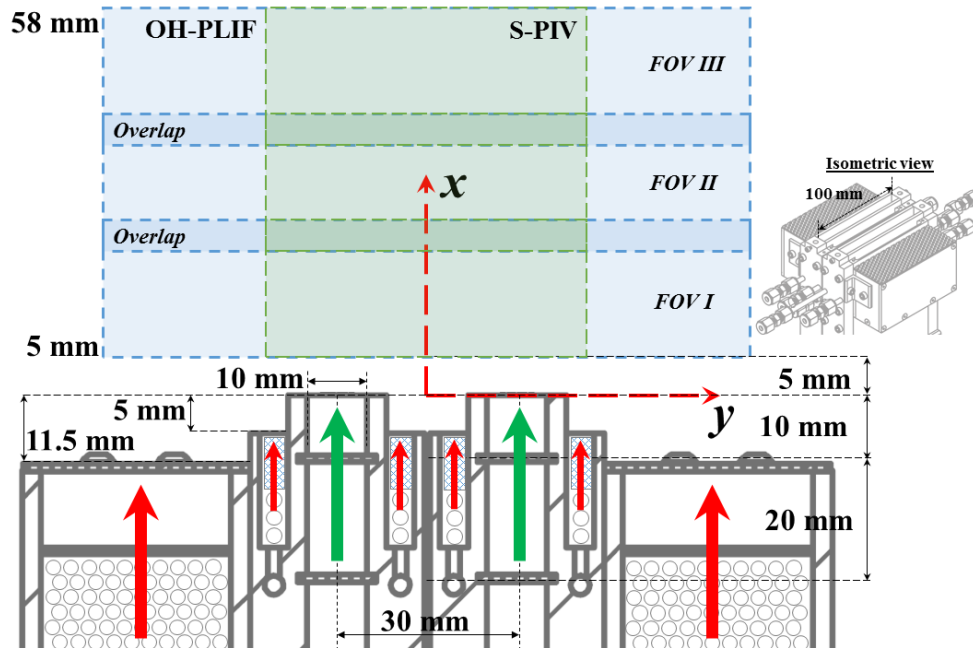 58 mm
OH-PLIF
S-PIV
FOV III
Overlap
x
FOV II
Isometric view
100 mm
Overlap
FOV I
5 mm
10 mm
5 mm
5 mm
y
10 mm
11.5 mm
20 mm
30 mm